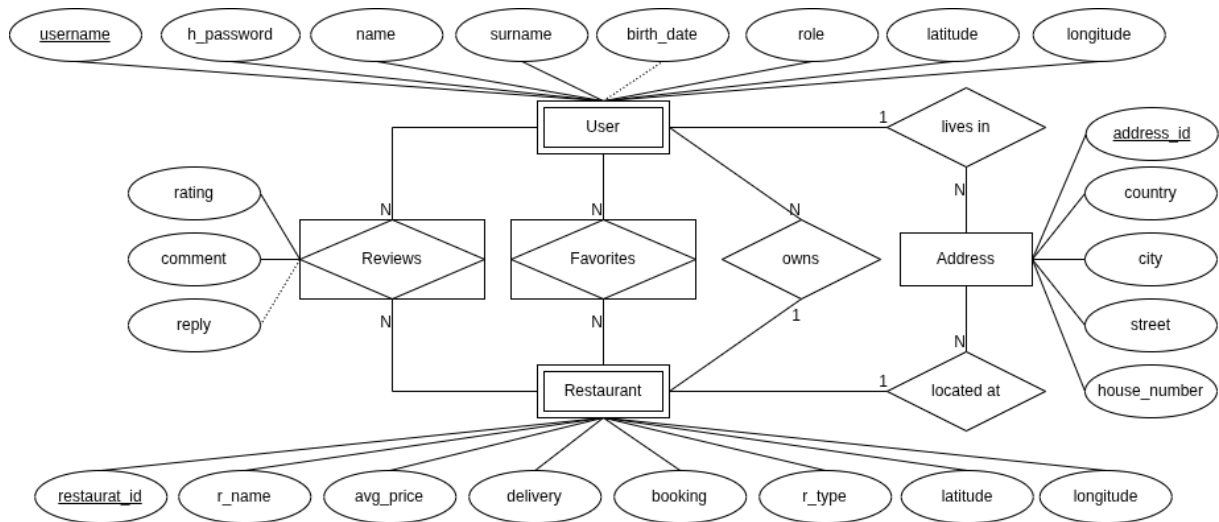 username h_password name surname birth_date role latitude longitude
User 1 lives in
address_id
rating N N N N country
Reviews Favorites owns Address
comment city
reply N N 1 N street
Restaurant 1 located at house_number
restaurat_id r_name avg_price delivery booking r_type latitude longitude